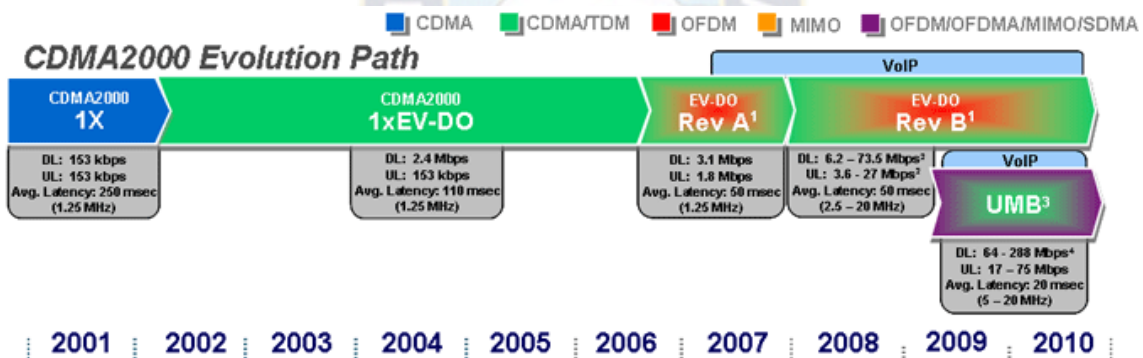 CDMA CDMA/TDM OFDM MIMO OFDM/OFDMA/MIMO/SDMA
CDMA2000 Evolution Path
VoIP
CDMA2000
1X
CDMA2000
1xEV-DO
EV-DO
Rev A¹
EV-DO
Rev B¹
DL: 153 kbps
UL: 153 kbps
Avg. Latency: 250 msec
(1.25 MHz)
DL: 2.4 Mbps
UL: 153 kbps
Avg. Latency: 110 msec
(1.25 MHz)
DL: 3.1 Mbps
UL: 1.8 Mbps
Avg. Latency: 50 msec
(1.25 MHz)
DL: 6.2 – 73.5 Mbps²
UL: 3.6 - 27 Mbps²
Avg. Latency: 50 msec
(2.5 – 20 MHz)
VoIP
UMB³
DL: 64 - 288 Mbps⁴
UL: 17 – 75 Mbps
Avg. Latency: 20 msec
(5 – 20 MHz)
2001 2002 2003 2004 2005 2006 2007 2008 2009 2010